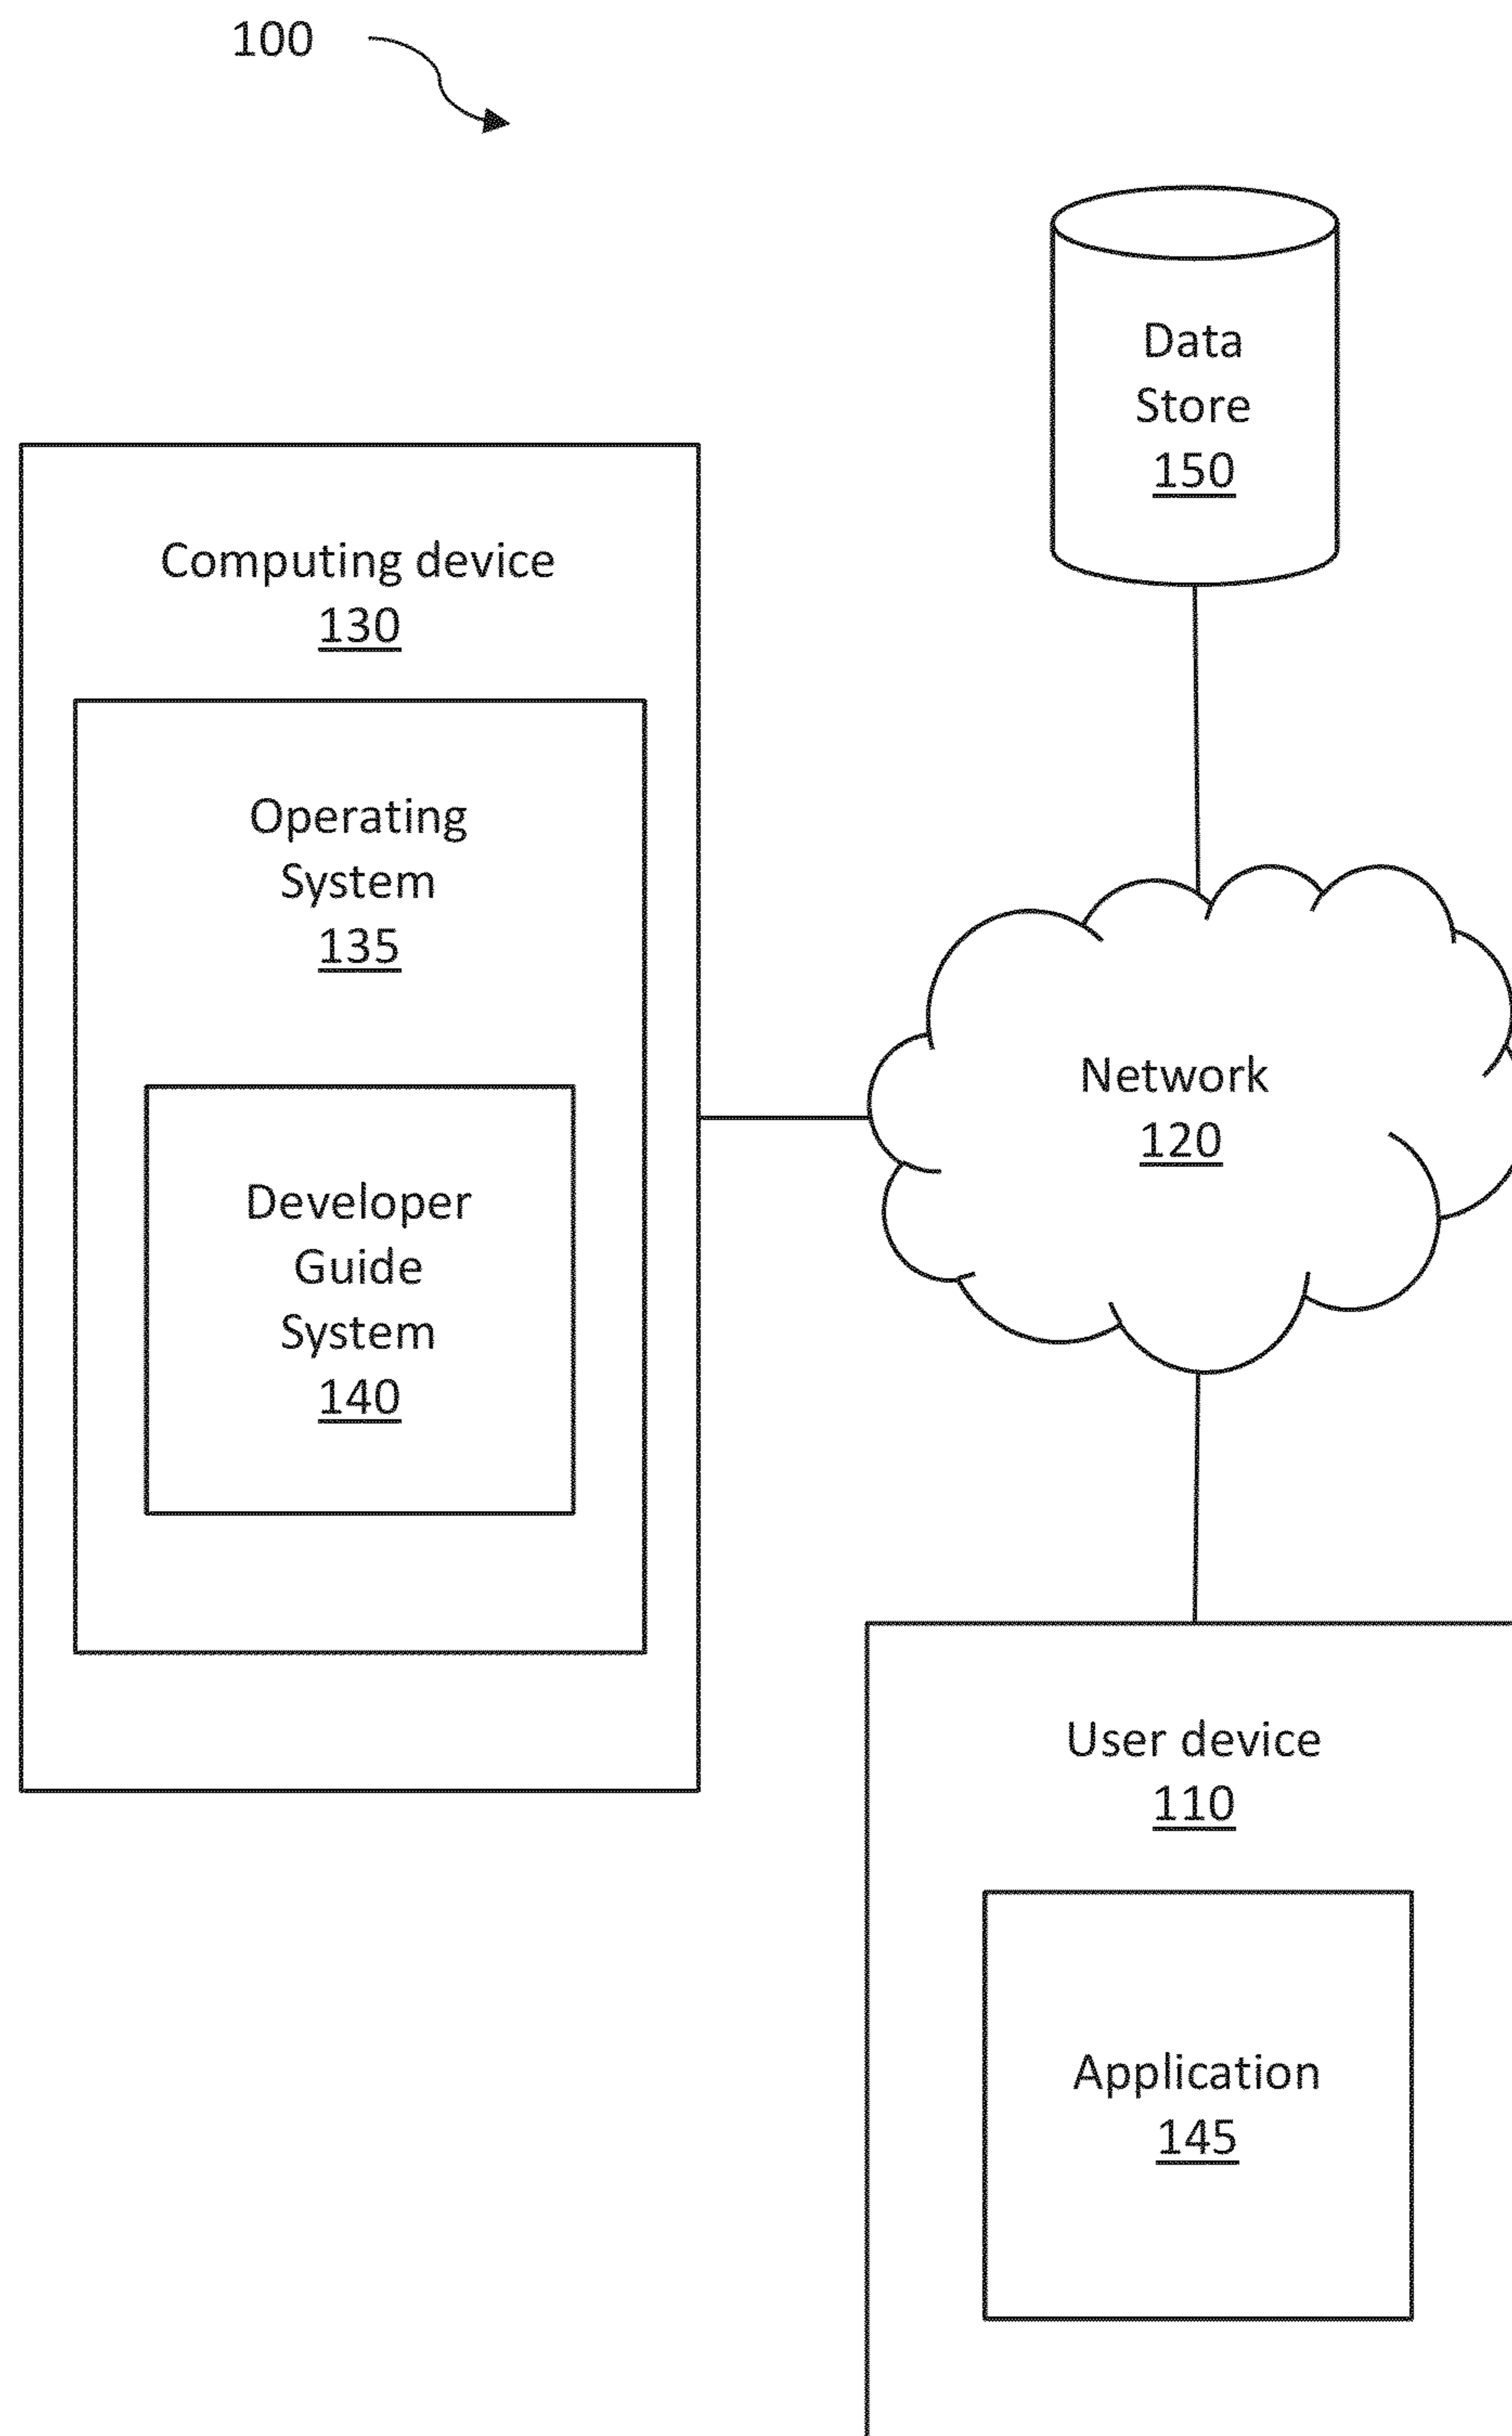 100
Data
Store
150
Computing device
130
Operating
System
135
Developer
Guide
System
140
Network
120
User device
110
Application
145